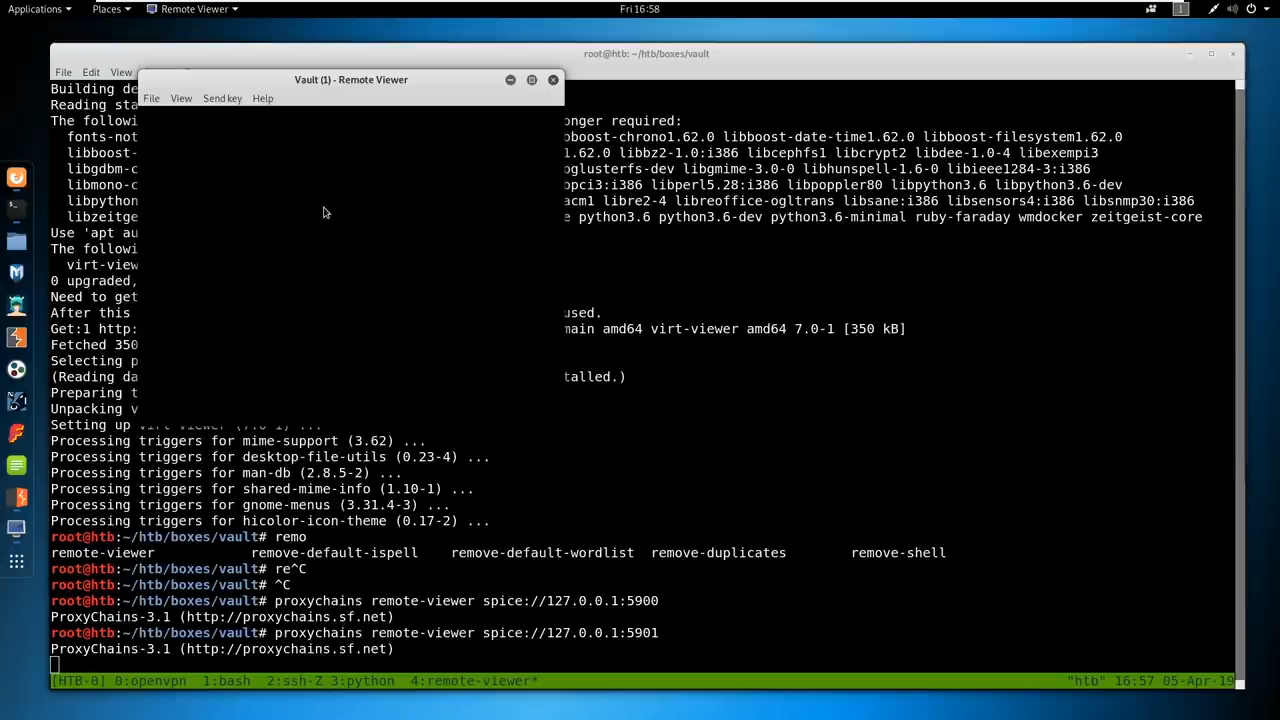 Applications Places Remote Viewer Fri 16:58 1
root@htb: ~/htb/boxes/vault
File Edit View
Vault (1) - Remote Viewer
File View Send key Help
Building de
Reading sta
The followi onger required:
fonts-not bboost-chrono1.62.0 libboost-date-time1.62.0 libboost-filesystem1.62.0
libboost- 1.62.0 libbz2-1.0:i386 libcephfs1 libcrypt2 libdee-1.0-4 libexempi3
libgdbm-c oglusterfs-dev libgmime-3.0-0 libhunspell-1.6-0 libieee1284-3:i386
libmono-c bpci3:i386 libperl5.28:i386 libpoppler80 libpython3.6 libpython3.6-dev
libpython acm1 libre2-4 libreoffice-ogltrans libsane:i386 libsensors4:i386 libsnmp30:i386
libzeitge e python3.6 python3.6-dev python3.6-minimal ruby-faraday wmdocker zeitgeist-core
Use 'apt au
The followi
virt-view
0 upgraded,
Need to get
After this used.
Get:1 http: main amd64 virt-viewer amd64 7.0-1 [350 kB]
Fetched 350
Selecting p
(Reading da talled.)
Preparing t
Unpacking v
Setting up virt-viewer (7.0-1) ...
Processing triggers for mime-support (3.62) ...
Processing triggers for desktop-file-utils (0.23-4) ...
Processing triggers for man-db (2.8.5-2) ...
Processing triggers for shared-mime-info (1.10-1) ...
Processing triggers for gnome-menus (3.31.4-3) ...
Processing triggers for hicolor-icon-theme (0.17-2) ...
root@htb:~/htb/boxes/vault# remo
remote-viewer remove-default-ispell remove-default-wordlist remove-duplicates remove-shell
root@htb:~/htb/boxes/vault# re^C
root@htb:~/htb/boxes/vault# ^C
root@htb:~/htb/boxes/vault# proxychains remote-viewer spice://127.0.0.1:5900
ProxyChains-3.1 (http://proxychains.sf.net)
root@htb:~/htb/boxes/vault# proxychains remote-viewer spice://127.0.0.1:5901
ProxyChains-3.1 (http://proxychains.sf.net)
[HTB-0] 0:openvpn 1:bash 2:ssh-Z 3:python 4:remote-viewer* "htb" 16:57 05-Apr-19